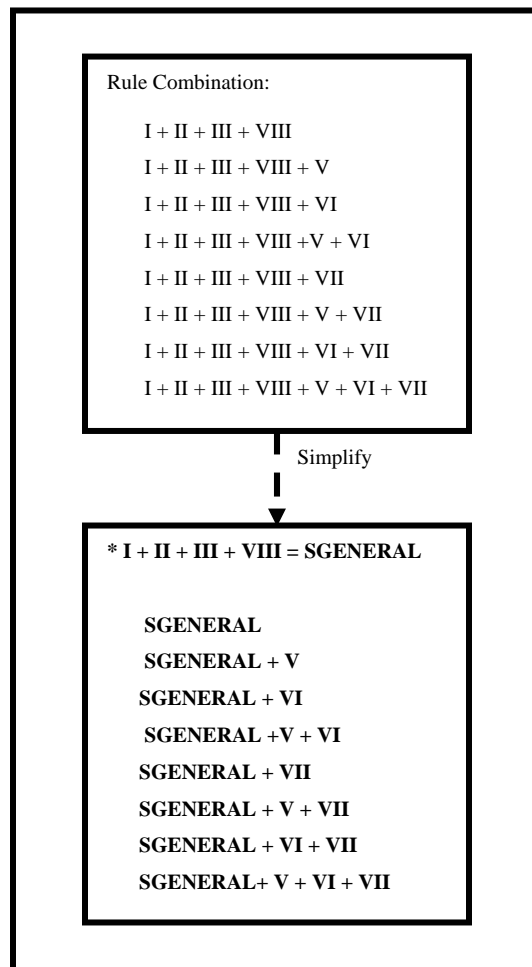 Rule Combination:
I + II + III + VIII
I + II + III + VIII + V
I + II + III + VIII + VI
I + II + III + VIII +V + VI
I + II + III + VIII + VII
I + II + III + VIII + V + VII
I + II + III + VIII + VI + VII
I + II + III + VIII + V + VI + VII
Simplify
* I + II + III + VIII = SGENERAL
SGENERAL
SGENERAL + V
SGENERAL + VI
SGENERAL +V + VI
SGENERAL + VII
SGENERAL + V + VII
SGENERAL + VI + VII
SGENERAL+ V + VI + VII